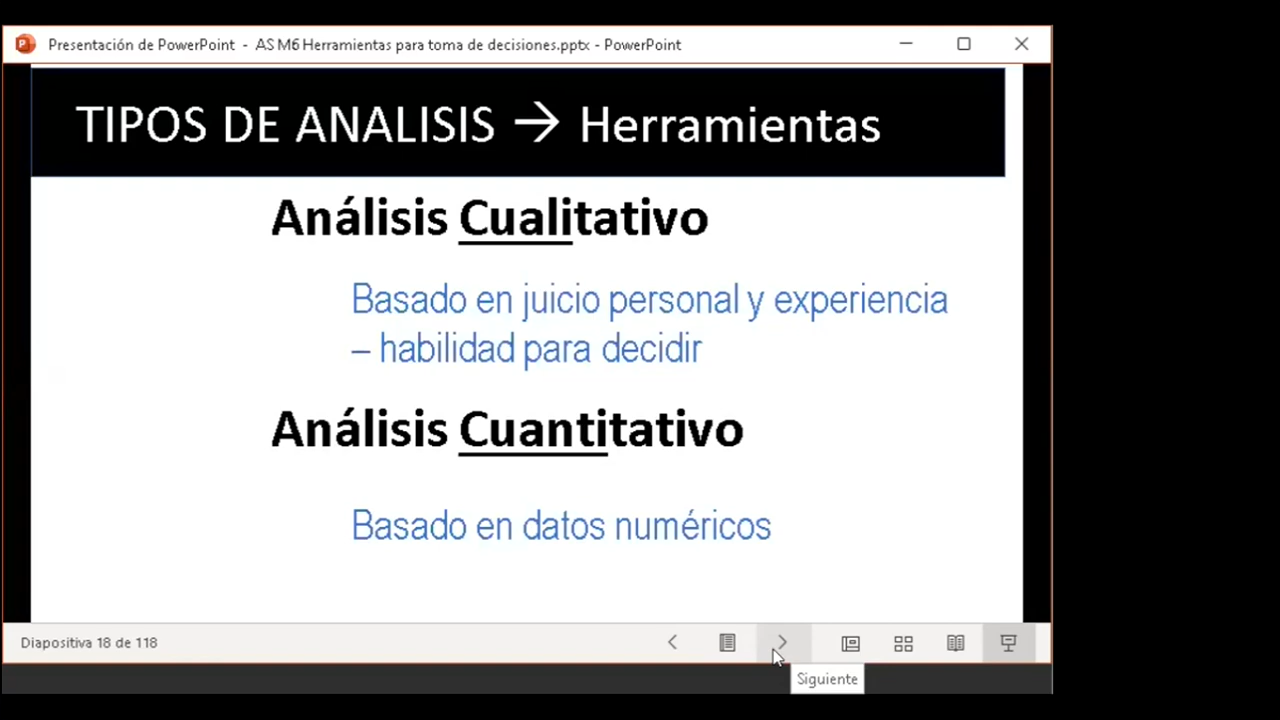 Presentación de PowerPoint - AS M6 Herramientas para toma de decisiones.pptx - PowerPoint
TIPOS DE ANALISIS → Herramientas
Análisis Cualitativo
Basado en juicio personal y experiencia
– habilidad para decidir
Análisis Cuantitativo
Basado en datos numéricos
Diapositiva 18 de 118
Siguiente